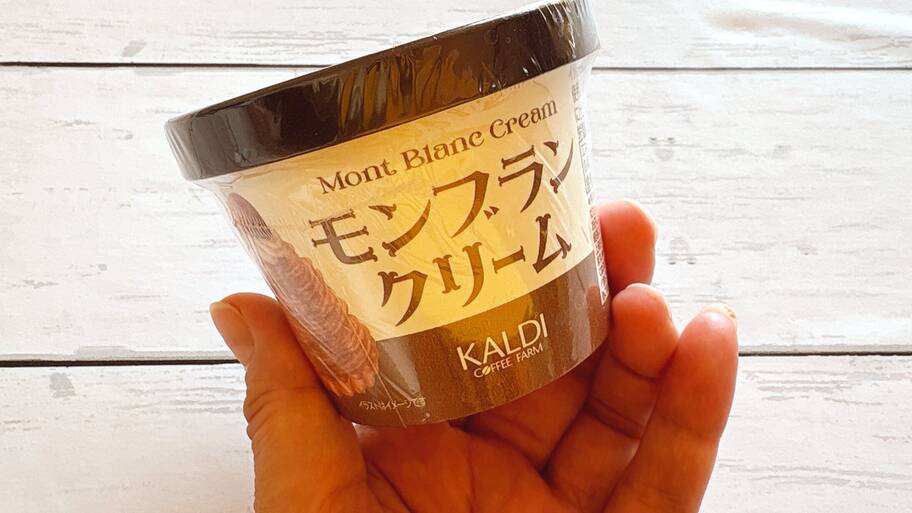 Mont Blanc Cream
モンブラン
クリーム
KALDI
COFFEE FARM
イラストはイメージです